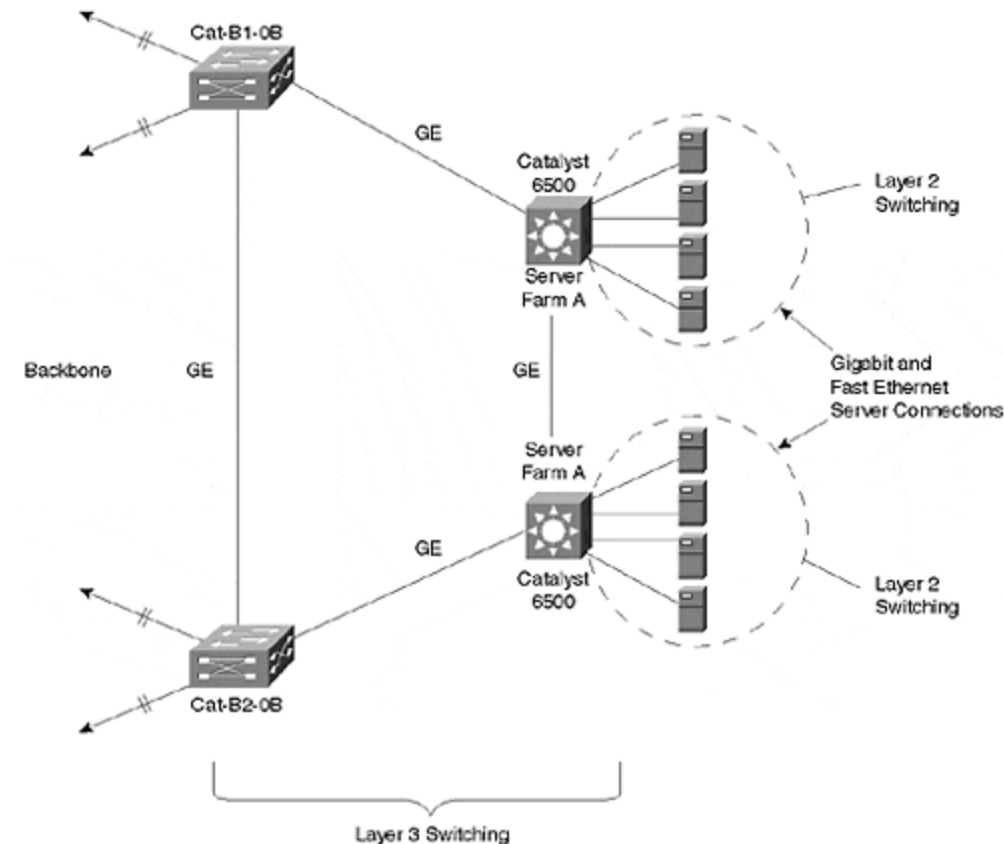 Cat-B1-0B
GE
Catalyst
6500
Layer 2
Switching
Server
Farm A
Backbone
GE
GE
Gigabit and
Fast Ethernet
Server Connections
Server
Farm A
GE
Catalyst
6500
Layer 2
Switching
Cat-B2-0B
Layer 3 Switching